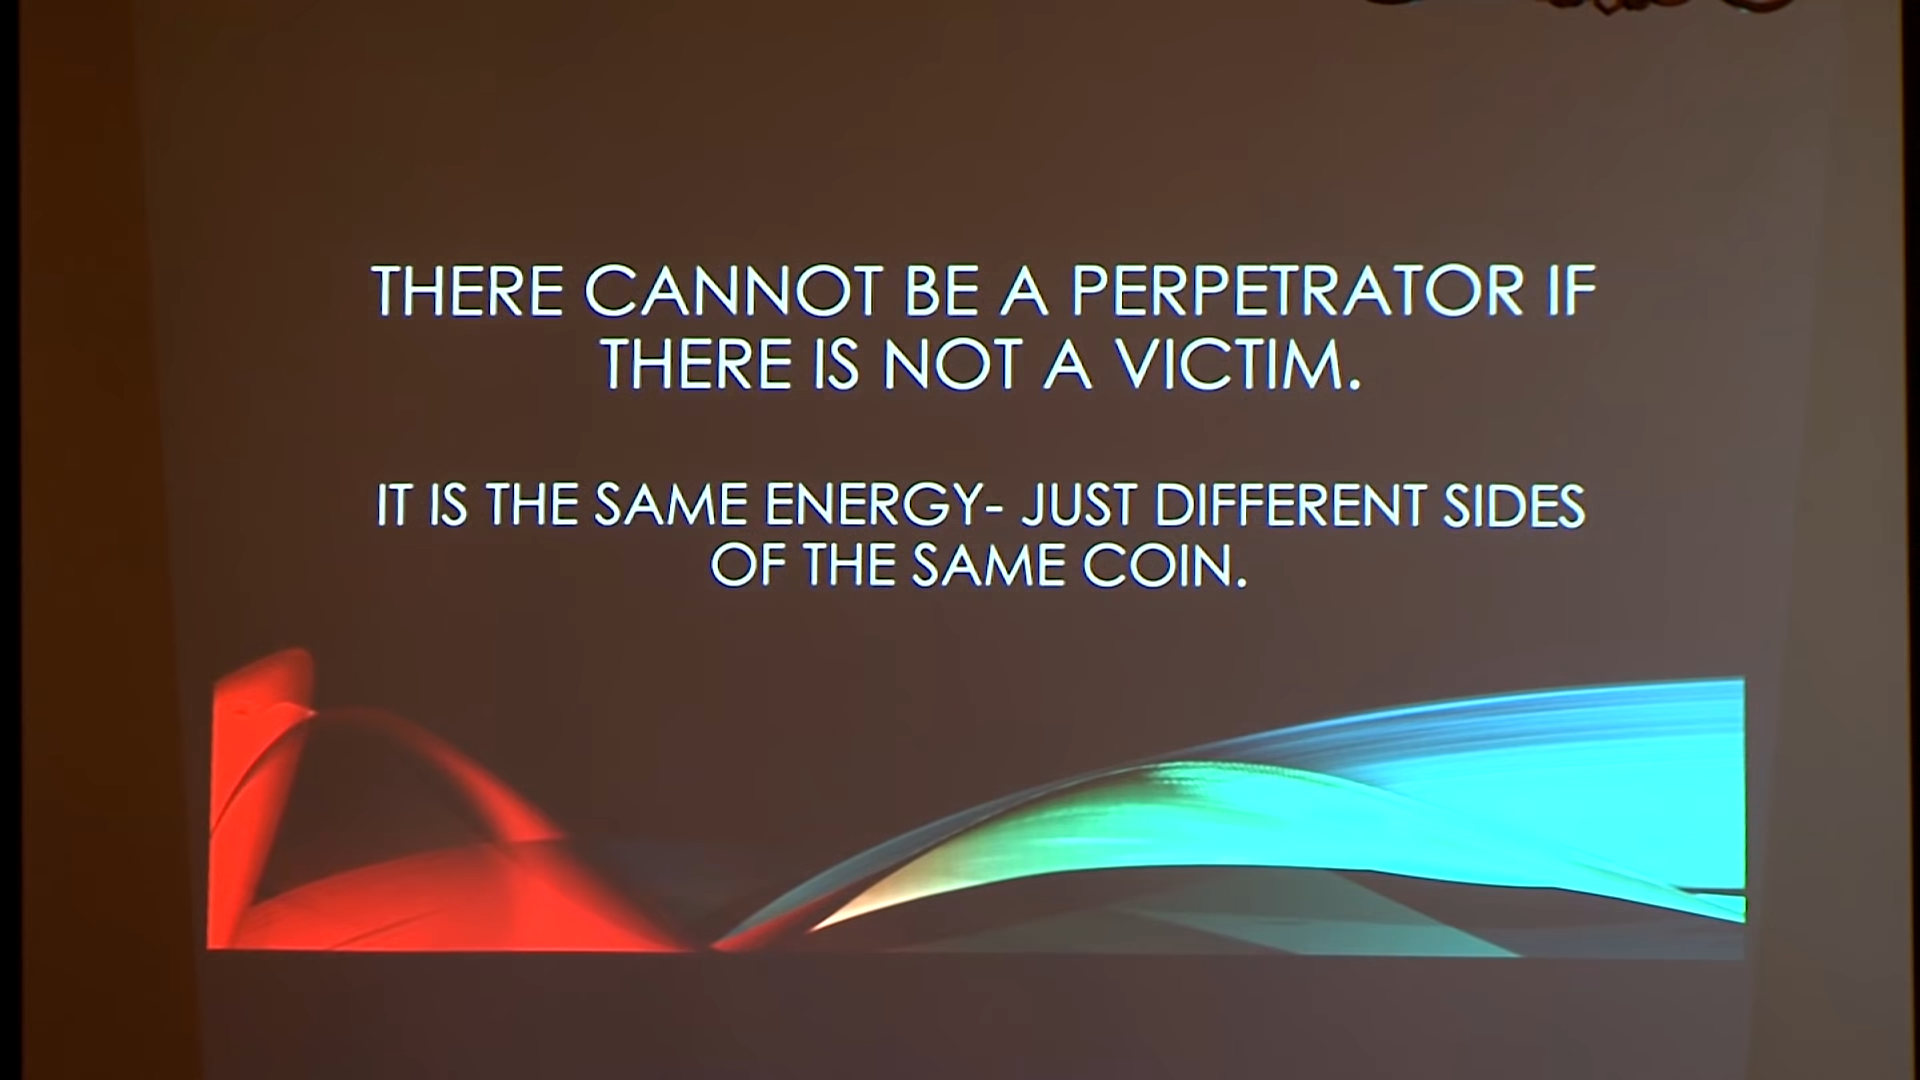 THERE CANNOT BE A PERPETRATOR IF
THERE IS NOT A VICTIM.
IT IS THE SAME ENERGY- JUST DIFFERENT SIDES
OF THE SAME COIN.